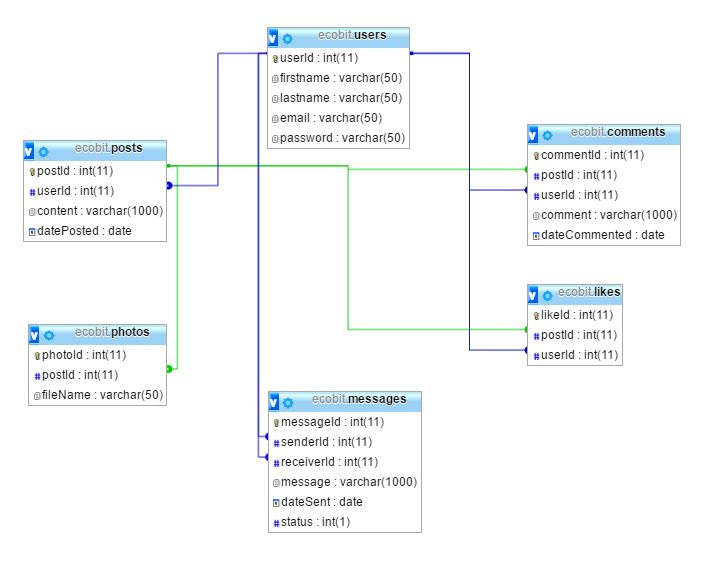 ecobit.users
userId : int(11)
firstname : varchar(50)
lastname : varchar(50)
email : varchar(50)
password : varchar(50)
ecobit.posts
postId : int(11)
userId : int(11)
content : varchar(1000)
datePosted : date
ecobit.comments
commentId : int(11)
postId : int(11)
userId : int(11)
comment : varchar(1000)
dateCommented : date
ecobit.photos
photoId : int(11)
postId : int(11)
fileName : varchar(50)
ecobit.likes
likeId : int(11)
postId : int(11)
userId : int(11)
ecobit.messages
messageId : int(11)
senderId : int(11)
receiverId : int(11)
message : varchar(1000)
dateSent : date
status : int(1)